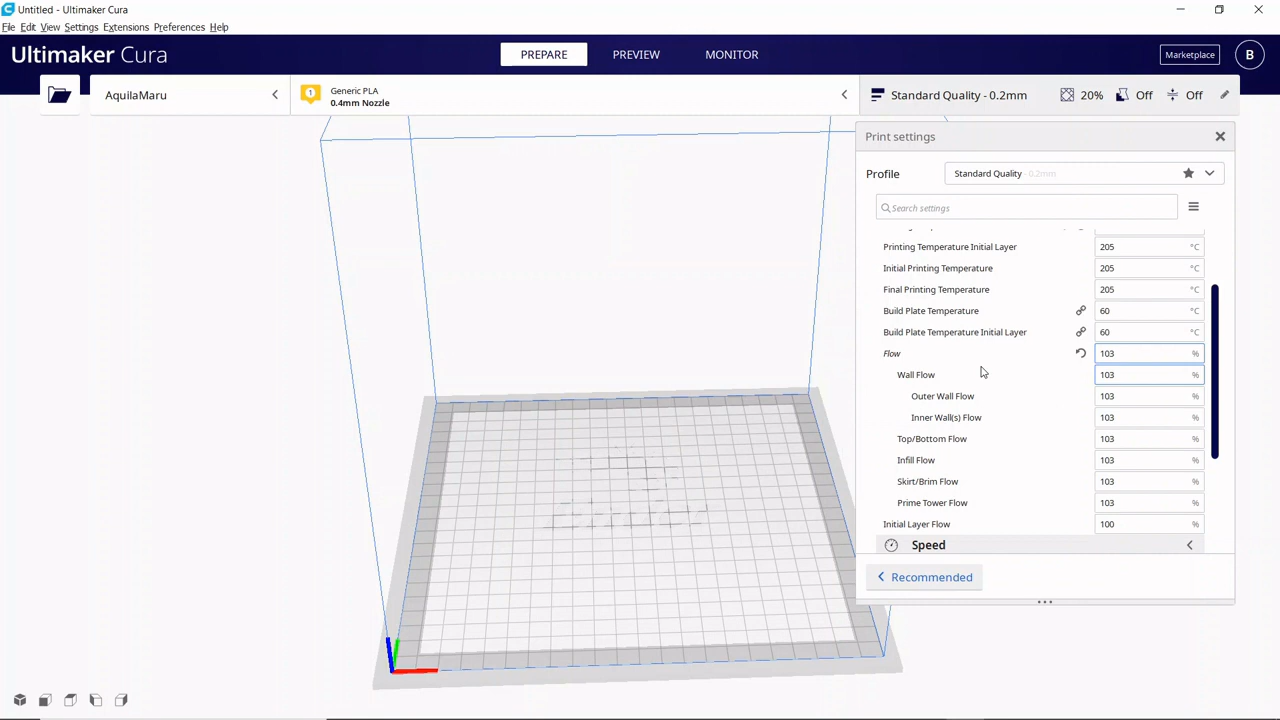 Untitled - Ultimaker Cura
File Edit View Settings Extensions Preferences Help
Ultimaker Cura
PREPARE
PREVIEW
MONITOR
Marketplace
B
AquilaMaru
1
Generic PLA
0.4mm Nozzle
Standard Quality - 0.2mm
20%
Off
Off
Print settings
Profile
Standard Quality - 0.2mm
Search settings
Printing Temperature Initial Layer 205 °C
Initial Printing Temperature 205 °C
Final Printing Temperature 205 °C
Build Plate Temperature 60 °C
Build Plate Temperature Initial Layer 60 °C
Flow 103 %
Wall Flow 103 %
Outer Wall Flow 103 %
Inner Wall(s) Flow 103 %
Top/Bottom Flow 103 %
Infill Flow 103 %
Skirt/Brim Flow 103 %
Prime Tower Flow 103 %
Initial Layer Flow 100 %
Speed
Recommended